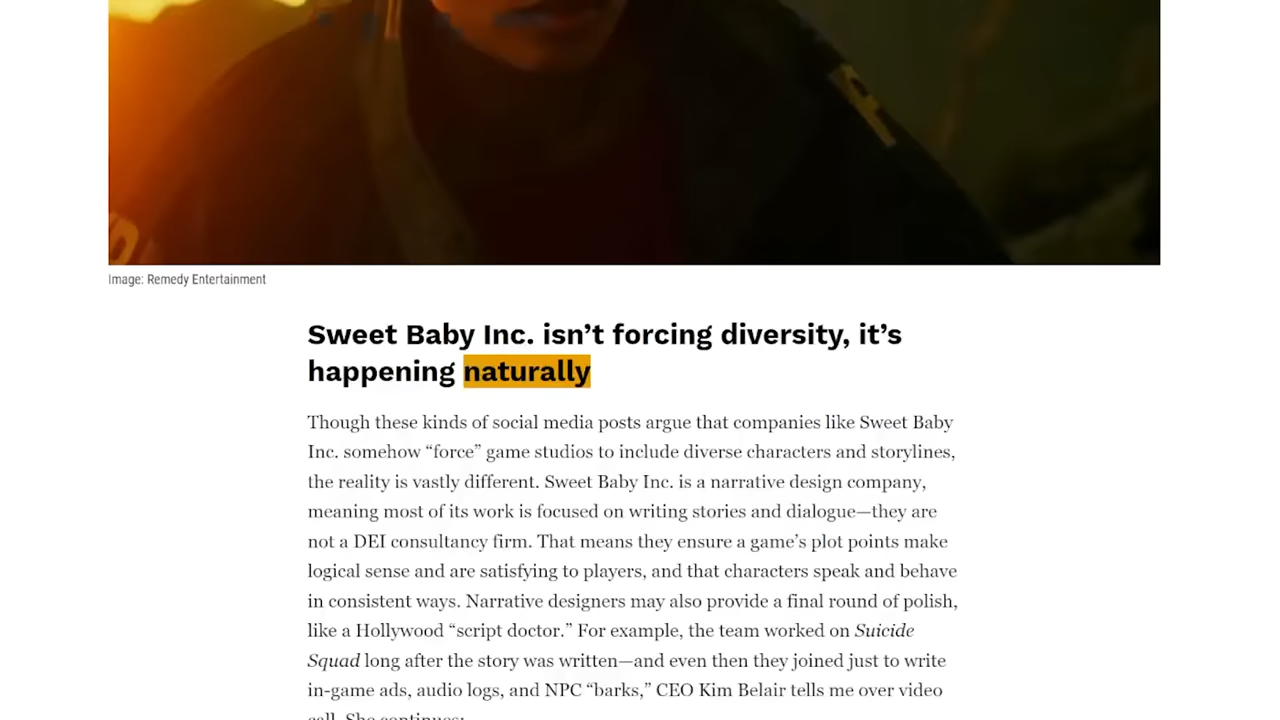 Image: Remedy Entertainment
Sweet Baby Inc. isn’t forcing diversity, it’s
happening naturally
Though these kinds of social media posts argue that companies like Sweet Baby
Inc. somehow “force” game studios to include diverse characters and storylines,
the reality is vastly different. Sweet Baby Inc. is a narrative design company,
meaning most of its work is focused on writing stories and dialogue—they are
not a DEI consultancy firm. That means they ensure a game’s plot points make
logical sense and are satisfying to players, and that characters speak and behave
in consistent ways. Narrative designers may also provide a final round of polish,
like a Hollywood “script doctor.” For example, the team worked on Suicide
Squad long after the story was written—and even then they joined just to write
in-game ads, audio logs, and NPC “barks,” CEO Kim Belair tells me over video
call. She continues: